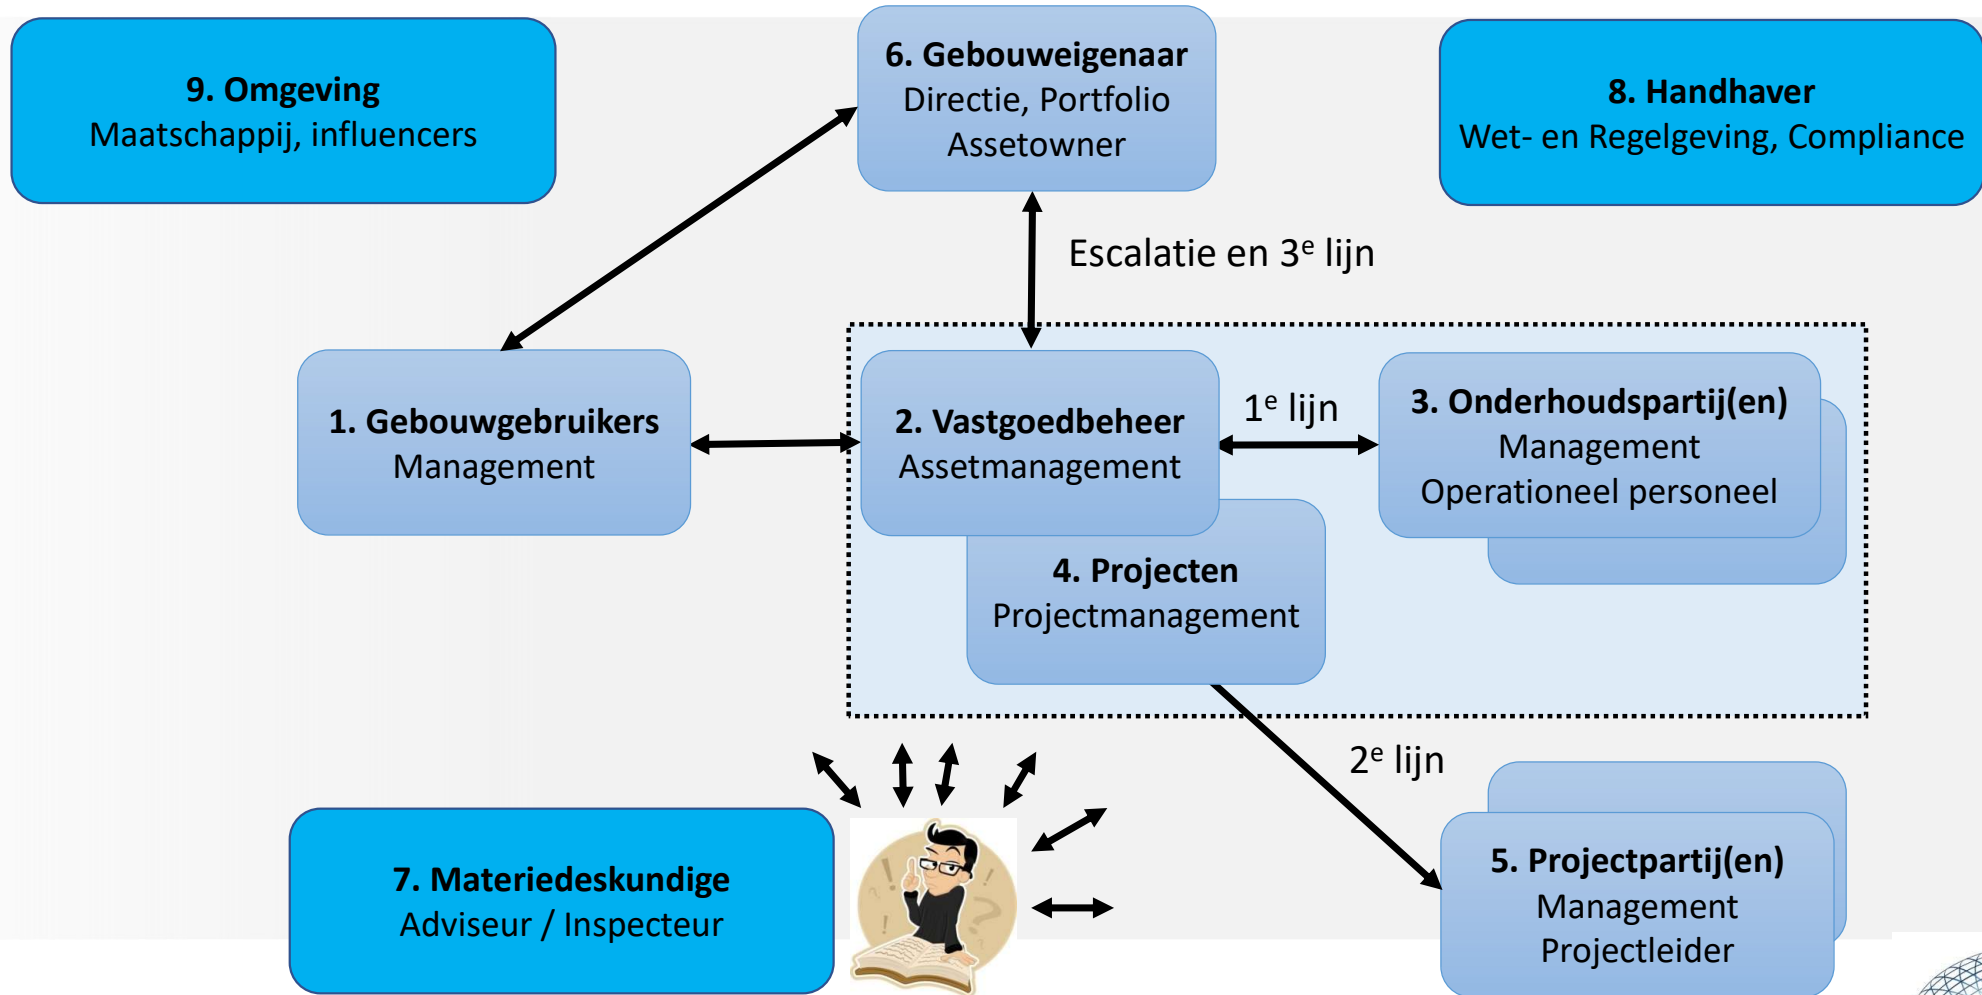 9. Omgeving
Maatschappij, influencers
6. Gebouweigenaar
Directie, Portfolio
Assetowner
8. Handhaver
Wet- en Regelgeving, Compliance
Escalatie en 3e lijn
1. Gebouwgebruikers
Management
2. Vastgoedbeheer
Assetmanagement
1e lijn
3. Onderhoudspartij(en)
Management
Operationeel personeel
4. Projecten
Projectmanagement
2e lijn
7. Materiedeskundige
Adviseur / Inspecteur
5. Projectpartij(en)
Management
Projectleider